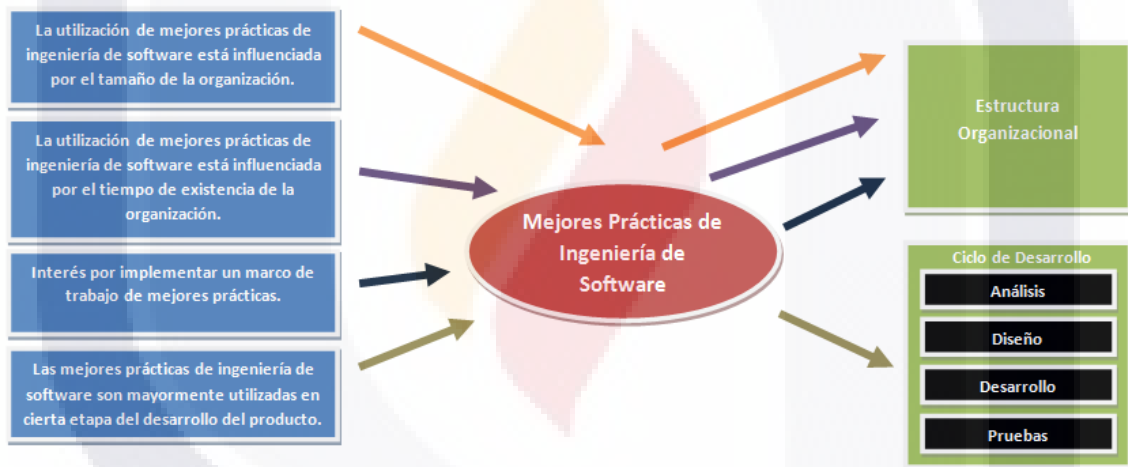 La utilización de mejores prácticas de
ingeniería de software está influenciada
por el tamaño de la organización.
La utilización de mejores prácticas de
ingeniería de software está influenciada
por el tiempo de existencia de la
organización.
Interés por implementar un marco de
trabajo de mejores prácticas.
Las mejores prácticas de ingeniería de
software son mayormente utilizadas en
cierta etapa del desarrollo del producto.
Mejores Prácticas de
Ingeniería de
Software
Estructura
Organizacional
Ciclo de Desarrollo
Análisis
Diseño
Desarrollo
Pruebas